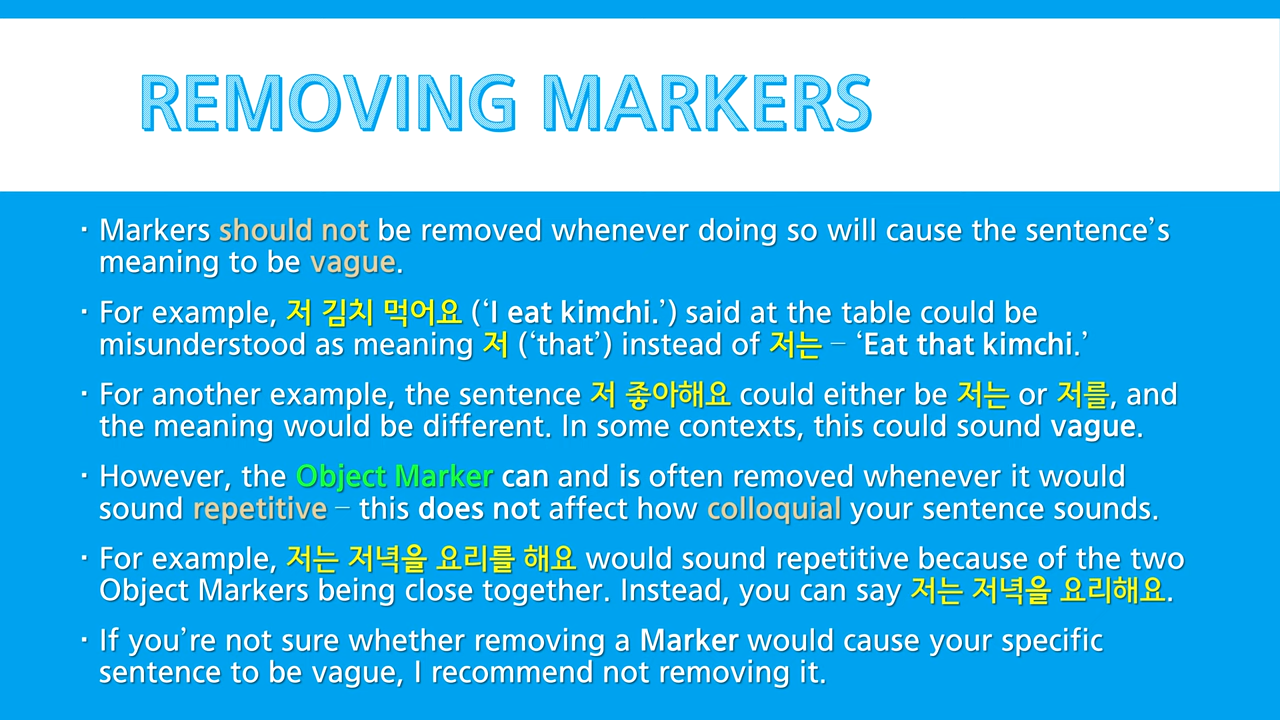 REMOVING MARKERS
· Markers should not be removed whenever doing so will cause the sentence’s
meaning to be vague.
· For example, 저 김치 먹어요 (‘I eat kimchi.’) said at the table could be
misunderstood as meaning 저 (‘that’) instead of 저는 – ‘Eat that kimchi.’
· For another example, the sentence 저 좋아해요 could either be 저는 or 저를, and
the meaning would be different. In some contexts, this could sound vague.
· However, the Object Marker can and is often removed whenever it would
sound repetitive – this does not affect how colloquial your sentence sounds.
· For example, 저는 저녁을 요리를 해요 would sound repetitive because of the two
Object Markers being close together. Instead, you can say 저는 저녁을 요리해요.
· If you’re not sure whether removing a Marker would cause your specific
sentence to be vague, I recommend not removing it.